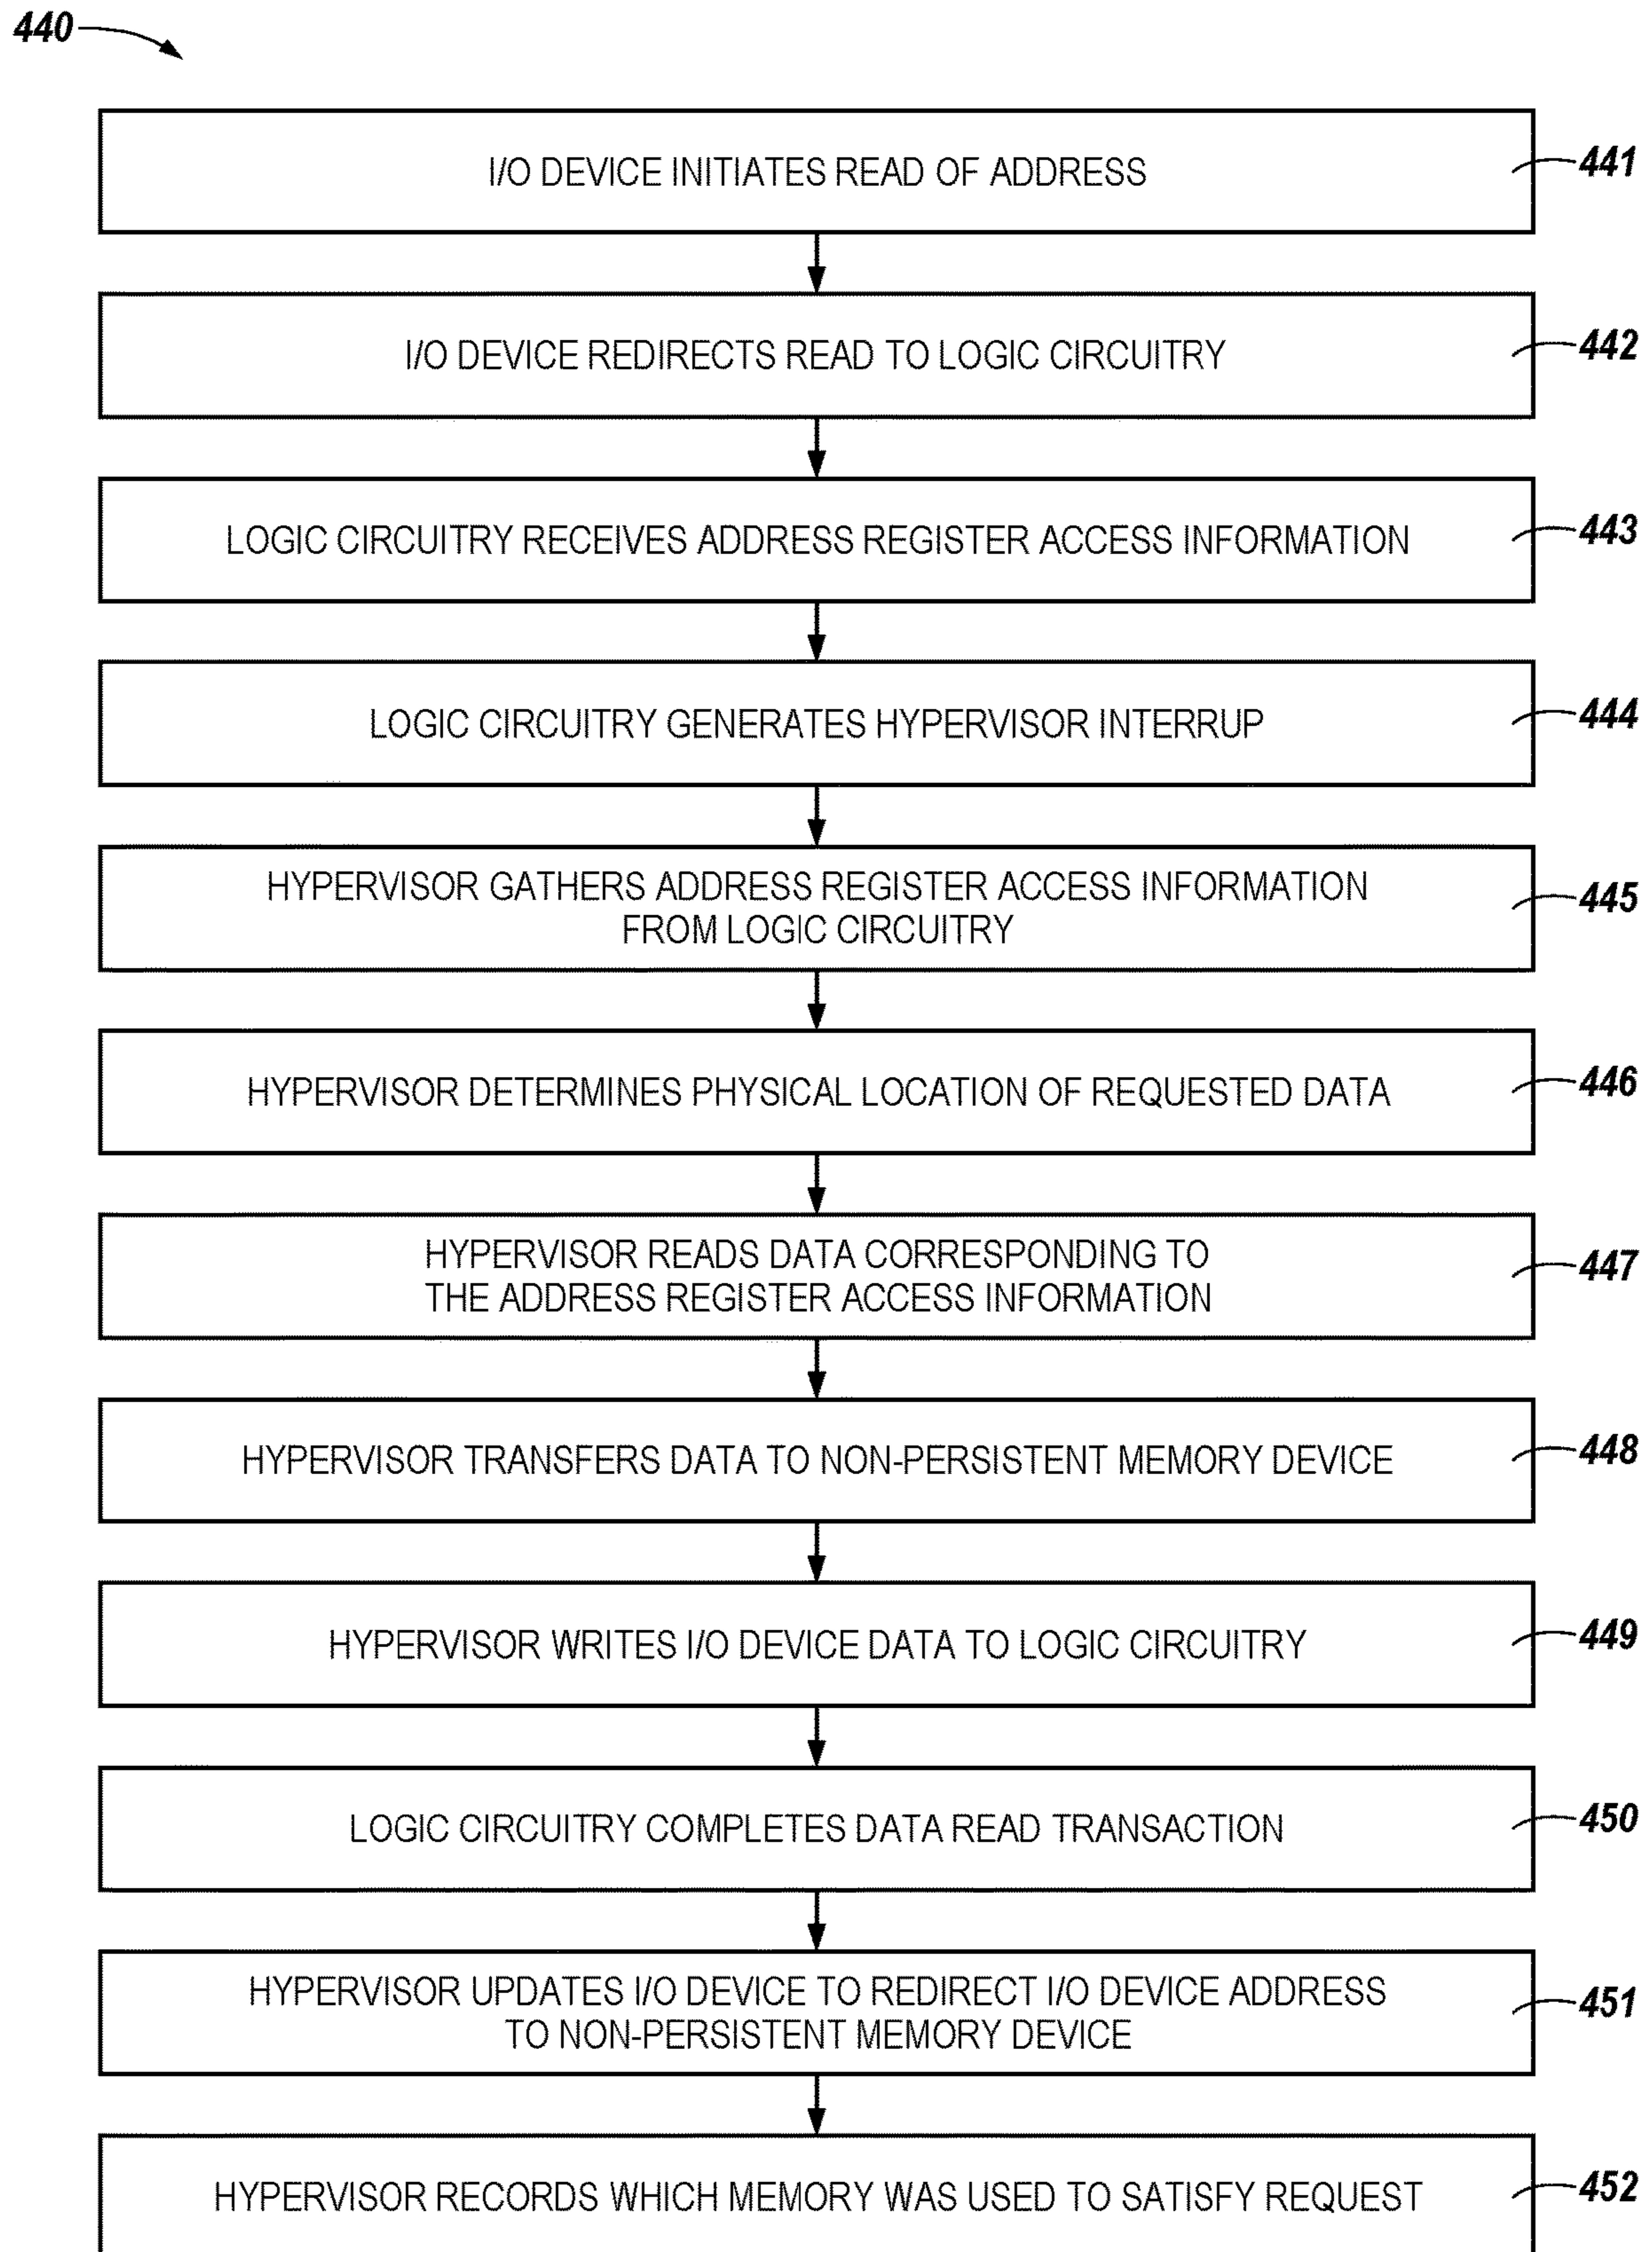 440
I/O DEVICE INITIATES READ OF ADDRESS
441
I/O DEVICE REDIRECTS READ TO LOGIC CIRCUITRY
442
LOGIC CIRCUITRY RECEIVES ADDRESS REGISTER ACCESS INFORMATION
443
LOGIC CIRCUITRY GENERATES HYPERVISOR INTERRUP
444
HYPERVISOR GATHERS ADDRESS REGISTER ACCESS INFORMATION
FROM LOGIC CIRCUITRY
445
HYPERVISOR DETERMINES PHYSICAL LOCATION OF REQUESTED DATA
446
HYPERVISOR READS DATA CORRESPONDING TO
THE ADDRESS REGISTER ACCESS INFORMATION
447
HYPERVISOR TRANSFERS DATA TO NON-PERSISTENT MEMORY DEVICE
448
HYPERVISOR WRITES I/O DEVICE DATA TO LOGIC CIRCUITRY
449
LOGIC CIRCUITRY COMPLETES DATA READ TRANSACTION
450
HYPERVISOR UPDATES I/O DEVICE TO REDIRECT I/O DEVICE ADDRESS
TO NON-PERSISTENT MEMORY DEVICE
451
HYPERVISOR RECORDS WHICH MEMORY WAS USED TO SATISFY REQUEST
452